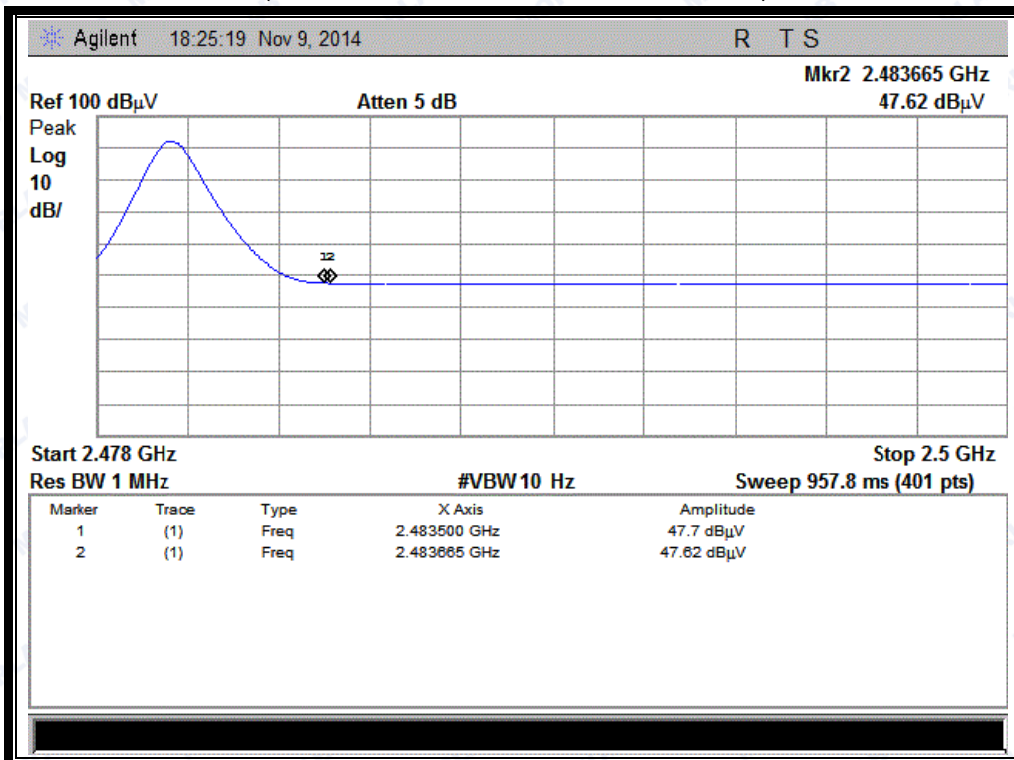 Agilent 18:25:19 Nov 9, 2014 R T S
Mkr2 2.483665 GHz
Ref 100 dBµV Atten 5 dB 47.62 dBµV
Peak
Log
10
dB/
12
Start 2.478 GHz Stop 2.5 GHz
Res BW 1 MHz #VBW 10 Hz Sweep 957.8 ms (401 pts)
Marker Trace Type X Axis Amplitude
1 (1) Freq 2.483500 GHz 47.7 dBµV
2 (1) Freq 2.483665 GHz 47.62 dBµV